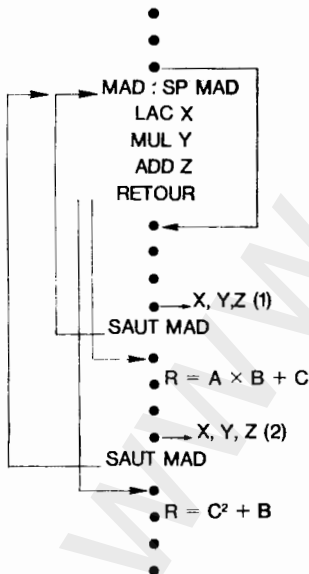 MAD : SP MAD
LAC X
MUL Y
ADD Z
RETOUR
X, Y,Z (1)
SAUT MAD
R = A × B + C
X, Y, Z (2)
SAUT MAD
R = C² + B